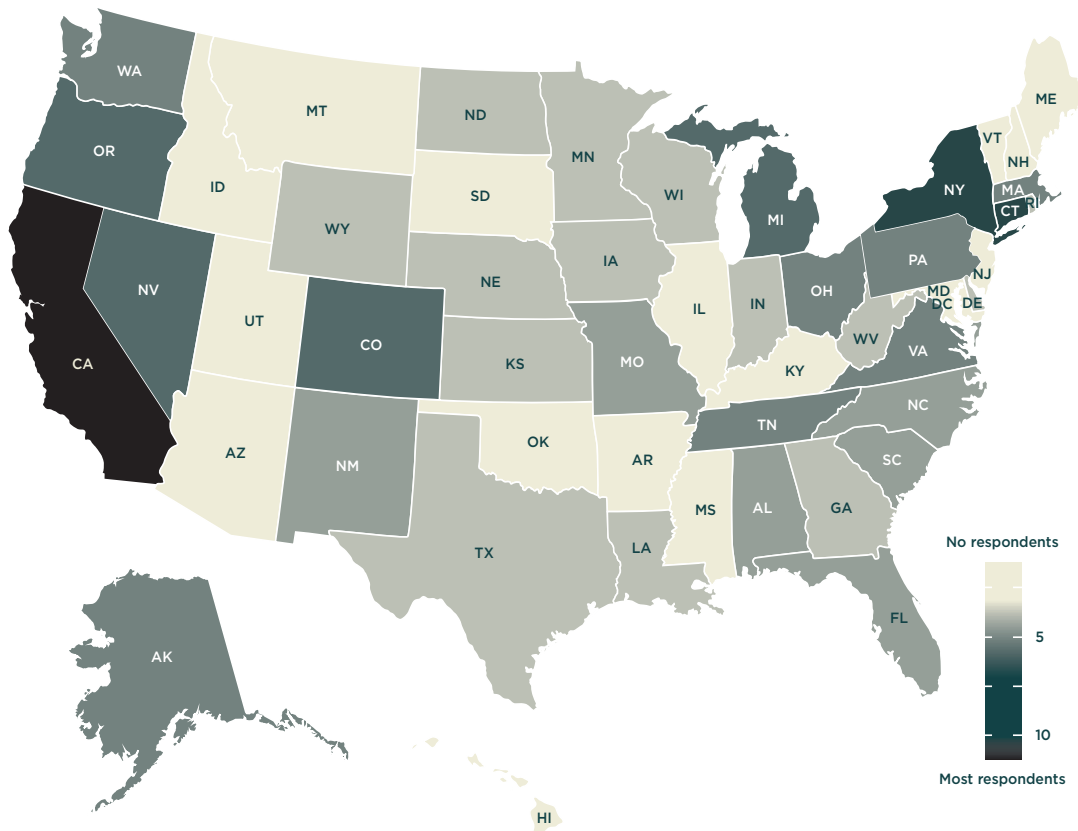 WA
MT
ND
MN
ME
VT
NH
OR
ID
SD
WI
MI
NY
MA
CT
RI
WY
IA
NE
PA
NJ
NV
UT
CO
IL
IN
OH
MD
DC
DE
CA
KS
MO
WV
VA
KY
NC
TN
AZ
NM
OK
AR
SC
MS
AL
GA
TX
LA
No respondents
FL
5
AK
10
Most respondents
HI